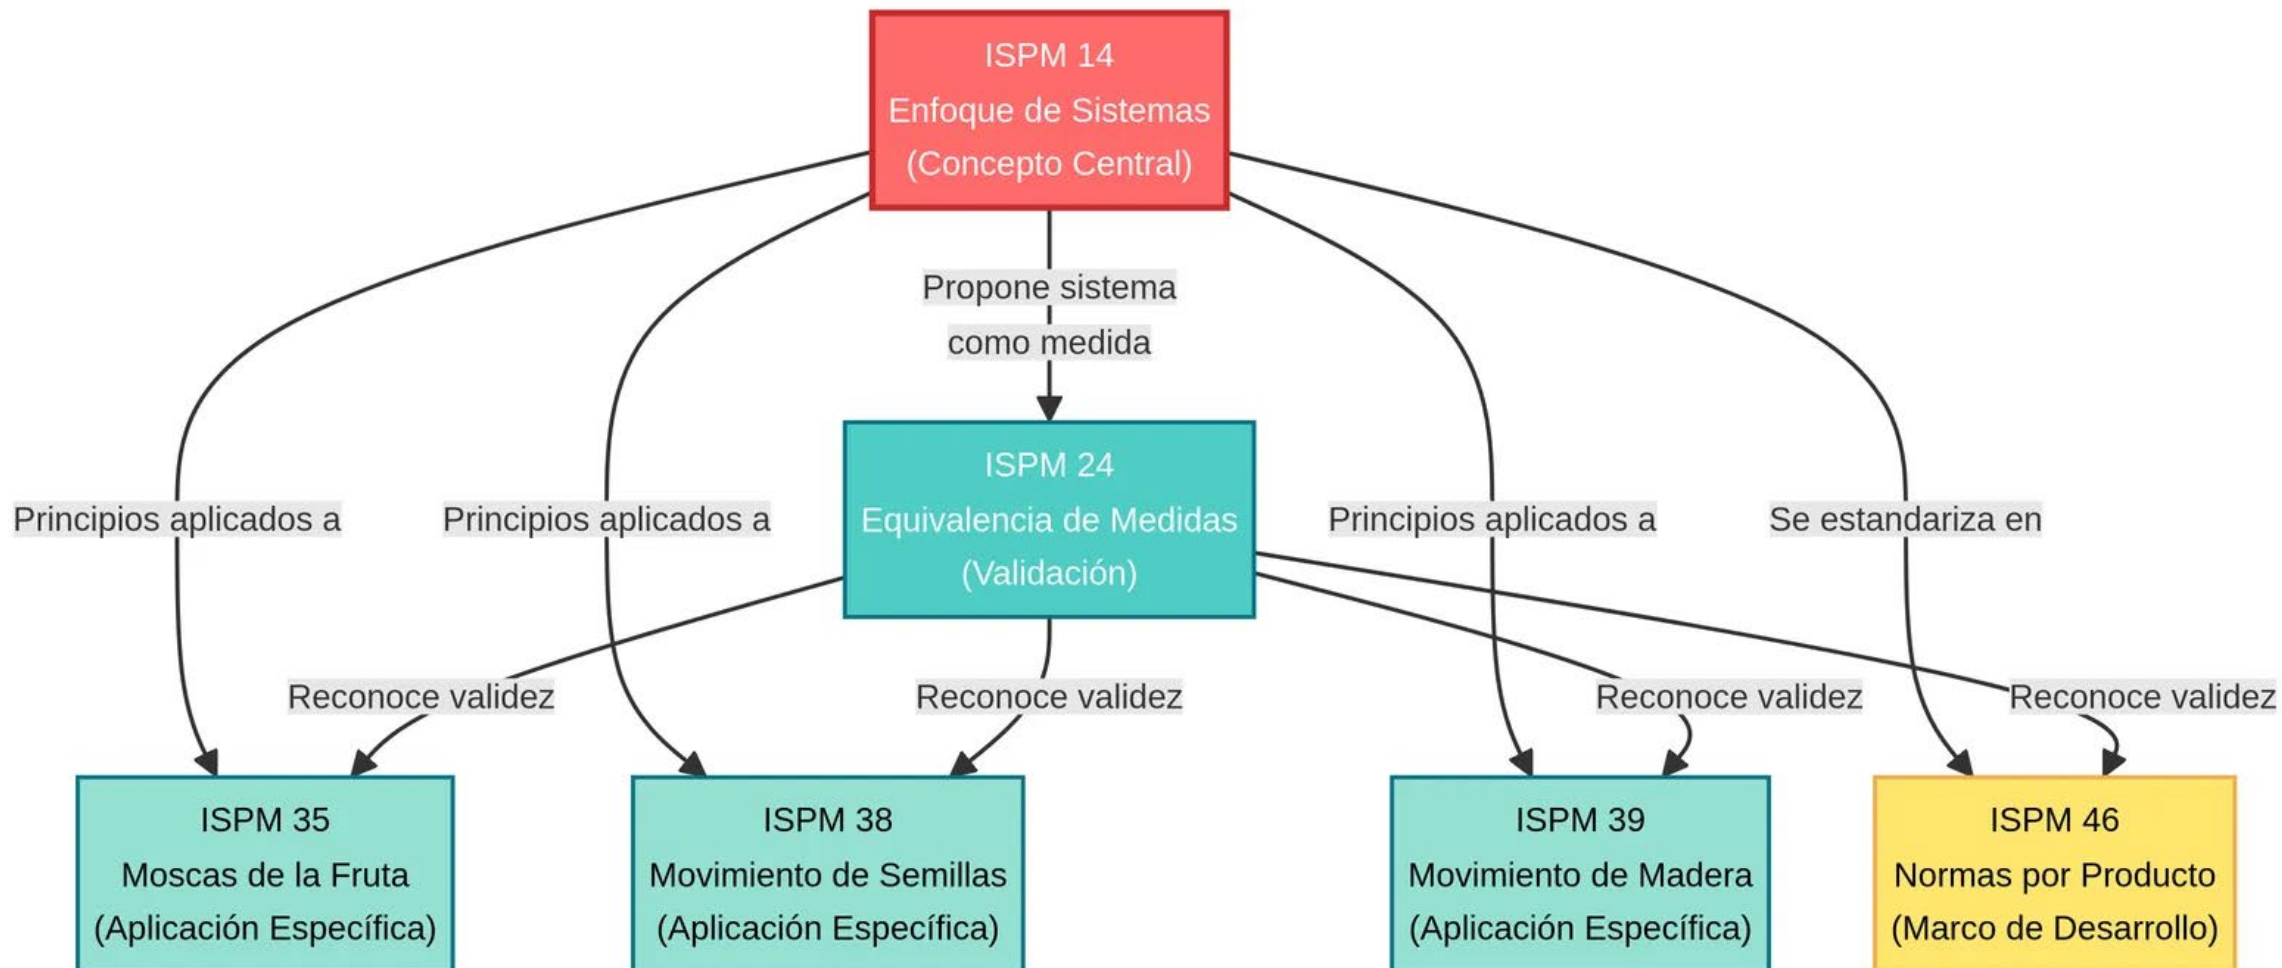 ISPM 14
Enfoque de Sistemas
(Concepto Central)
Propone sistema
como medida
ISPM 24
Equivalencia de Medidas
(Validación)
Principios aplicados a
Principios aplicados a
Principios aplicados a
Se estandariza en
Reconoce validez
Reconoce validez
Reconoce validez
Reconoce validez
ISPM 35
Moscas de la Fruta
(Aplicación Específica)
ISPM 38
Movimiento de Semillas
(Aplicación Específica)
ISPM 39
Movimiento de Madera
(Aplicación Específica)
ISPM 46
Normas por Producto
(Marco de Desarrollo)